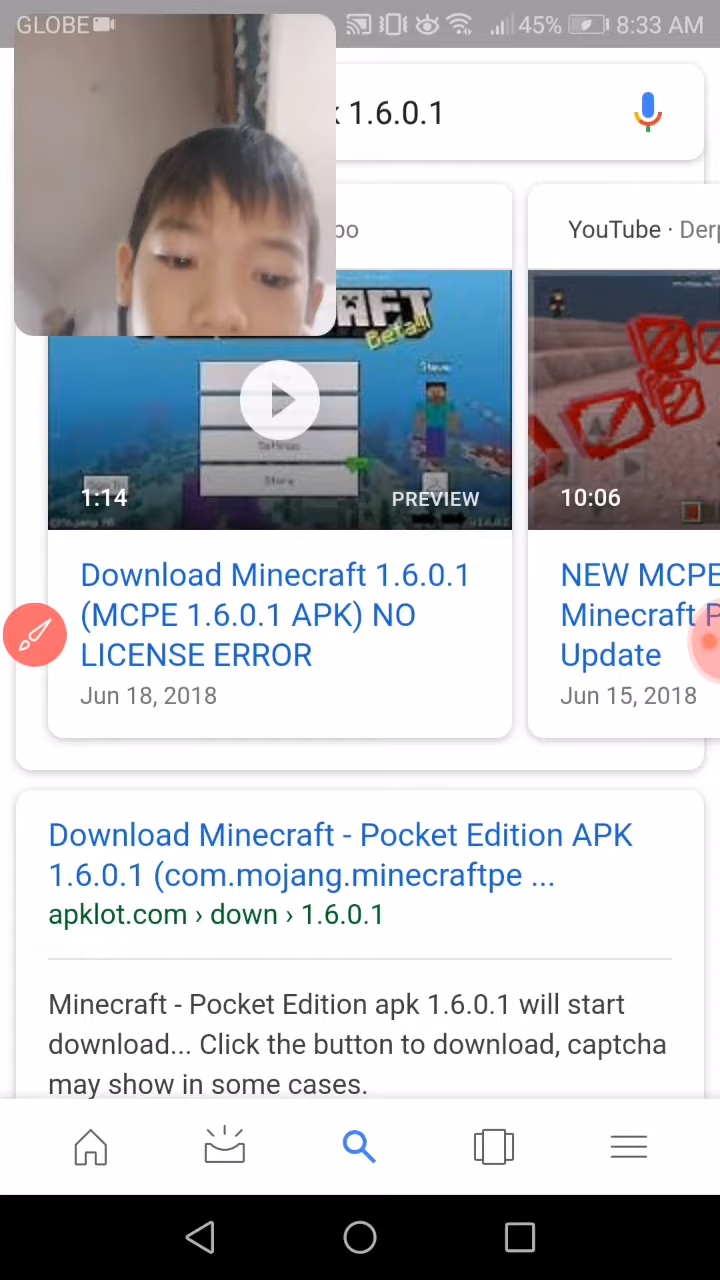 GLOBE
45%
8:33 AM
1.6.0.1
YouTube
Beta!!!
Steve
Settings
Store
1:14
PREVIEW
10:06
Download Minecraft 1.6.0.1
(MCPE 1.6.0.1 APK) NO
LICENSE ERROR
Jun 18, 2018
NEW MCPE
Minecraft
Update
Jun 15, 2018
Download Minecraft - Pocket Edition APK
1.6.0.1 (com.mojang.minecraftpe ...
apklot.com › down › 1.6.0.1
Minecraft - Pocket Edition apk 1.6.0.1 will start
download... Click the button to download, captcha
may show in some cases.